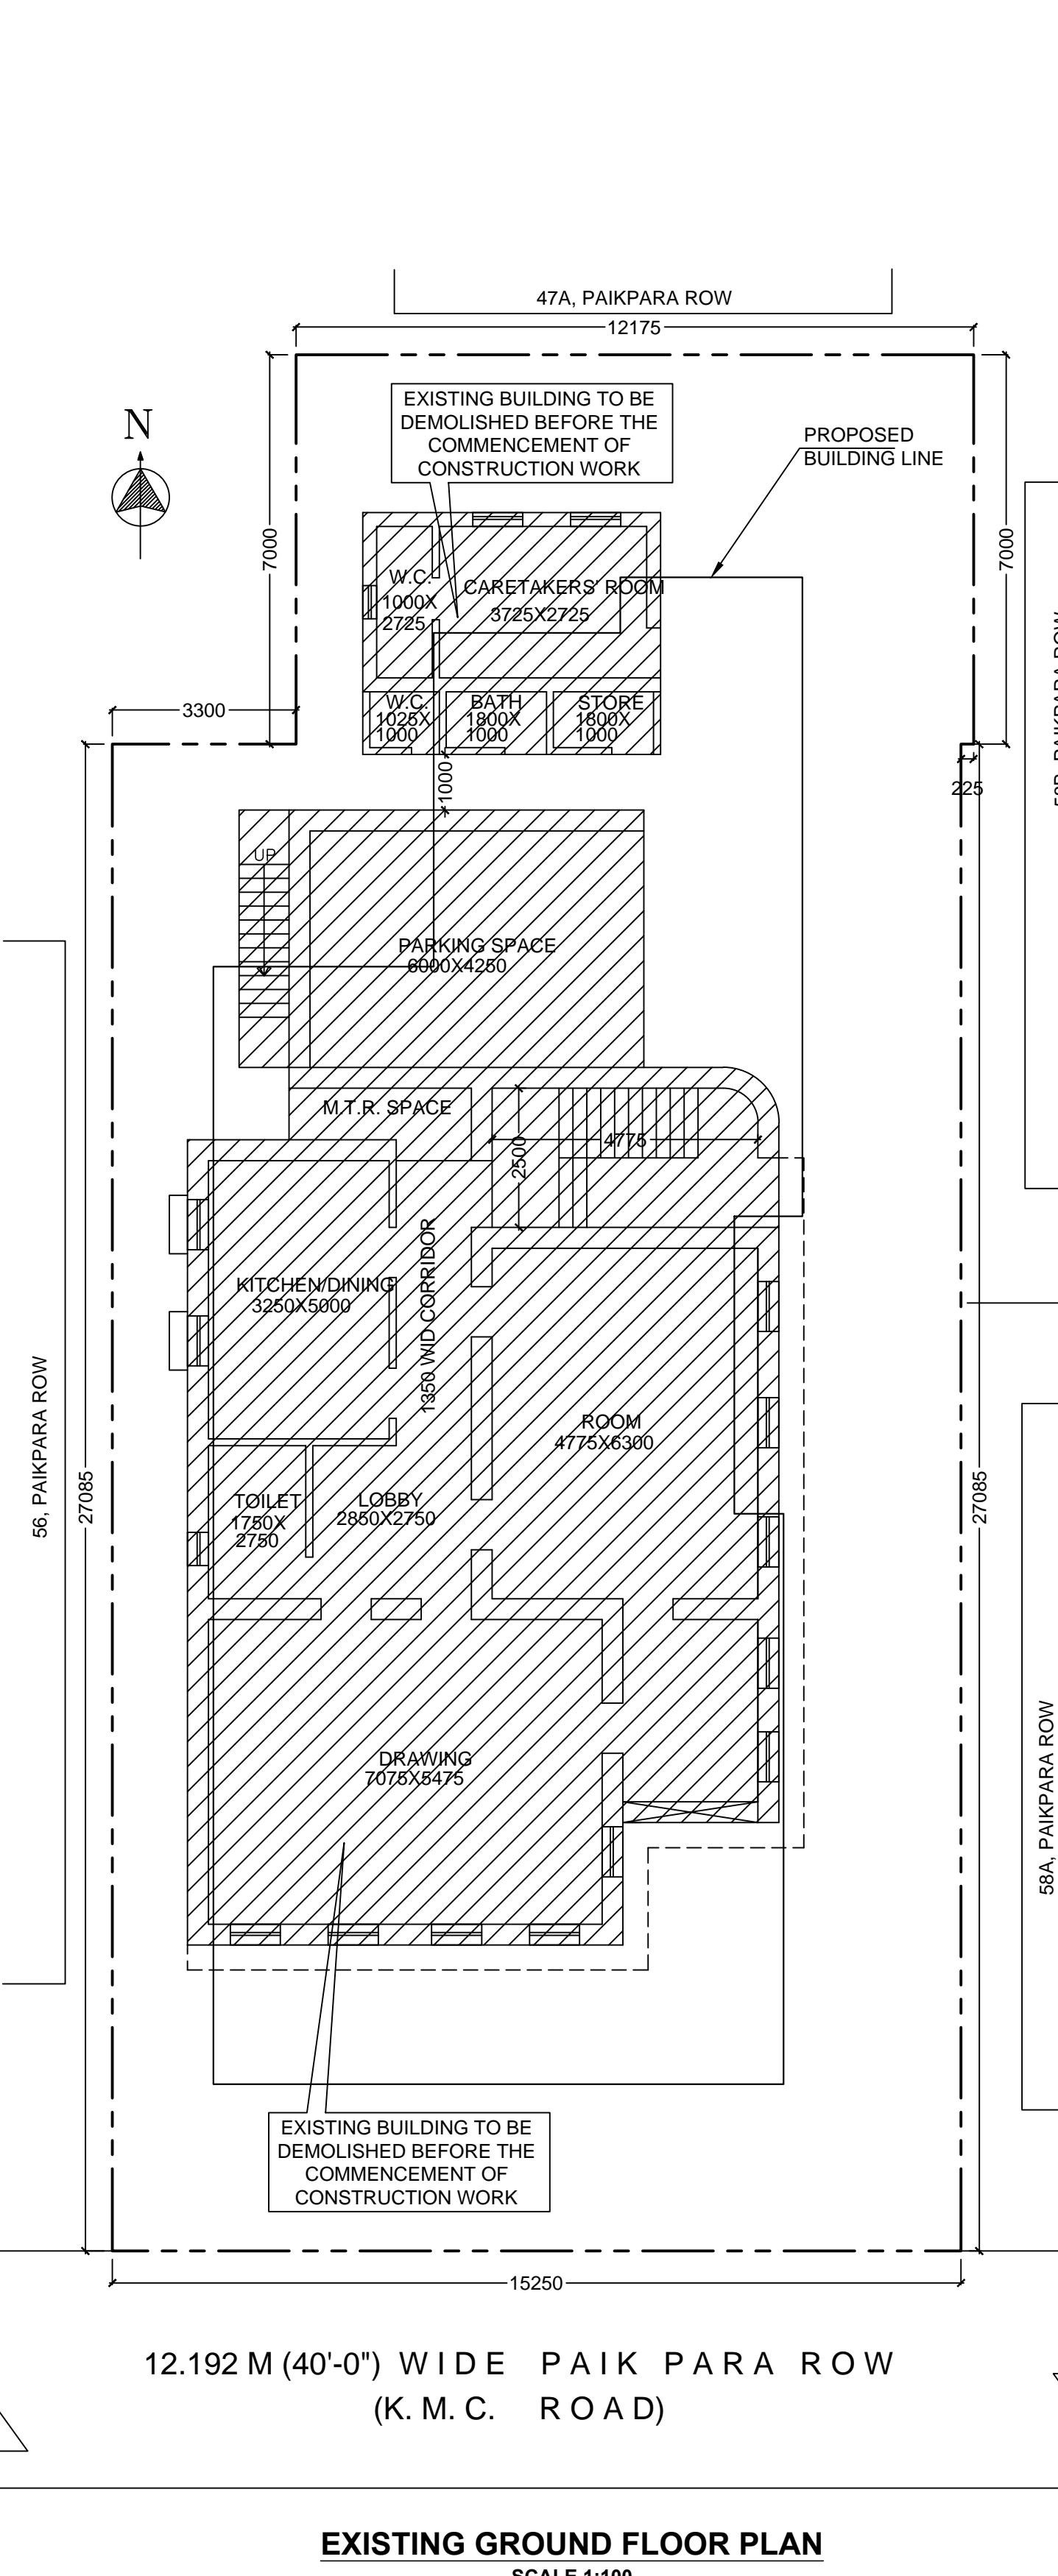 47A, PAIKPARA ROW
12175
EXISTING BUILDING TO BE
DEMOLISHED BEFORE THE
COMMENCEMENT OF
CONSTRUCTION WORK
N
PROPOSED
BUILDING LINE
7000
7000
W.C.
1000X
2725
CARETAKERS' ROOM
3725X2725
3300
W.C.
1025X
1000
BATH
1800X
1000
STORE
1800X
1000
1000
225
UP
PARKING SPACE
6000X4250
M.T.R. SPACE
2500
4775
KITCHEN/DINING
3250X5000
1350 WID CORRIDOR
ROOM
4775X6300
56, PAIKPARA ROW
27085
27085
TOILET
1750X
2750
LOBBY
2850X2750
DRAWING
7075X5475
58A, PAIKPARA ROW
EXISTING BUILDING TO BE
DEMOLISHED BEFORE THE
COMMENCEMENT OF
CONSTRUCTION WORK
15250
12.192 M (40'-0") WIDE PAIK PARA ROW
(K. M. C. ROAD)
EXISTING GROUND FLOOR PLAN
SCALE 1:100